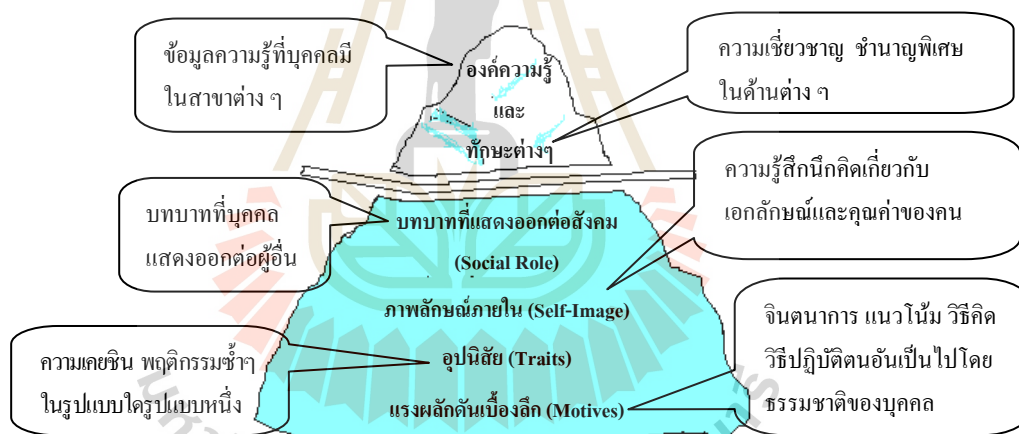 ข้อมูลความรู้ที่บุคคลมี
ในสาขาต่าง ๆ
องค์ความรู้
และ
ทักษะต่างๆ
ความเชี่ยวชาญ ชำนาญพิเศษ
ในด้านต่าง ๆ
บทบาทที่บุคคล
แสดงออกต่อผู้อื่น
บทบาทที่แสดงออกต่อสังคม
(Social Role)
ความรู้สึกนึกคิดเกี่ยวกับ
เอกลักษณ์และคุณค่าของคน
ภาพลักษณ์ภายใน (Self-Image)
ความเคยชิน พฤติกรรมซ้ำๆ
ในรูปแบบใดรูปแบบหนึ่ง
อุปนิสัย (Traits)
แรงผลักดันเบื้องลึก (Motives)
จินตนาการ แนวโน้ม วิธีคิด
วิธีปฏิบัติตนอันเป็นไปโดย
ธรรมชาติของบุคคล